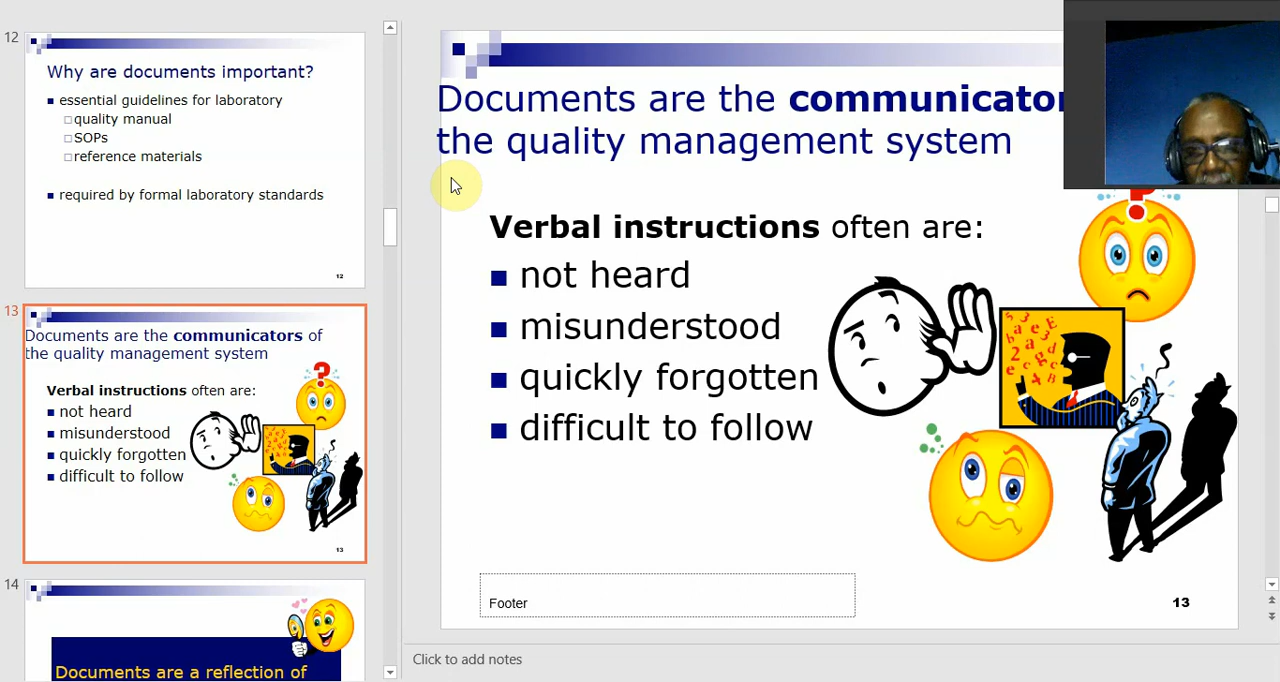 12
Why are documents important?
■ essential guidelines for laboratory
□ quality manual
□ SOPs
□ reference materials
■ required by formal laboratory standards
12
13
Documents are the communicators of
the quality management system
Verbal instructions often are:
■ not heard
■ misunderstood
■ quickly forgotten
■ difficult to follow
?
13
14
Documents are a reflection of
Documents are the communicator
the quality management system
Verbal instructions often are:
■ not heard
■ misunderstood
■ quickly forgotten
■ difficult to follow
?
Footer
13
Click to add notes